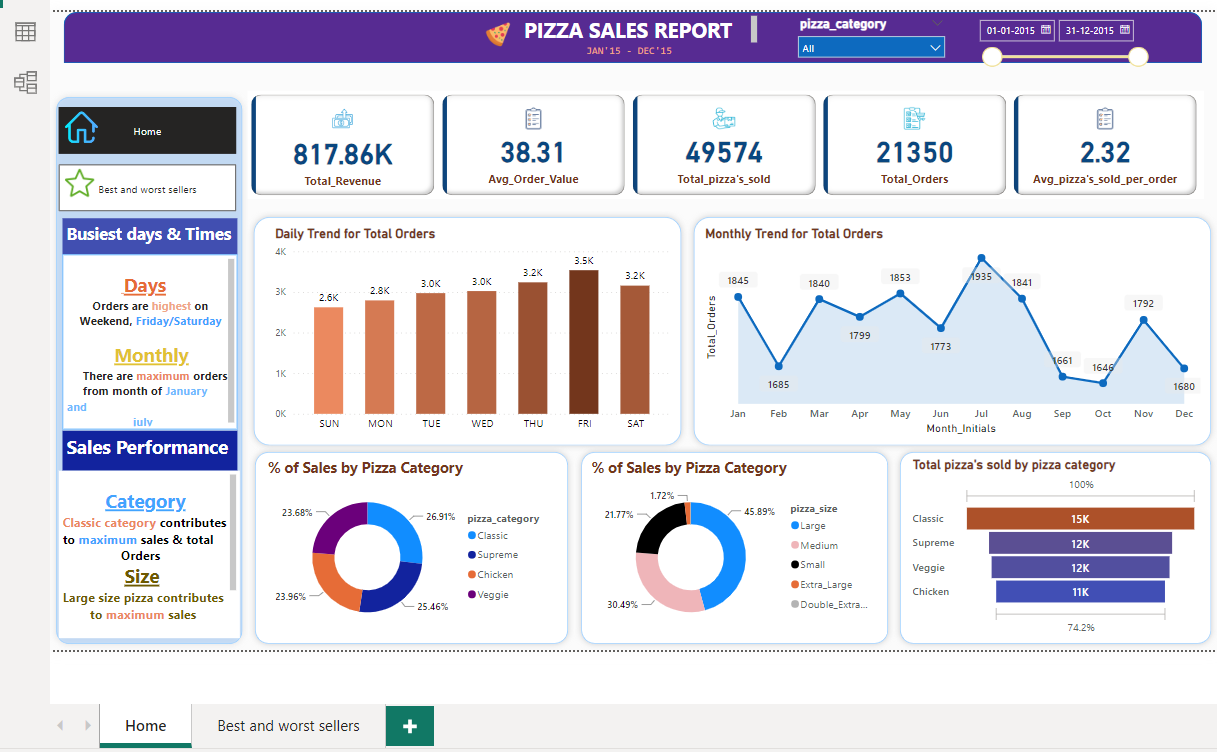 PIZZA SALES REPORT
JAN'15 - DEC'15
pizza_category
All
01-01-2015
31-12-2015
Home
Best and worst sellers
Busiest days & Times
Days
Orders are highest on
Weekend, Friday/Saturday
Monthly
There are maximum orders
from month of January
and
july
Sales Performance
Category
Classic category contributes
to maximum sales & total
Orders
Size
Large size pizza contributes
to maximum sales
817.86K
Total_Revenue
38.31
Avg_Order_Value
49574
Total_pizza's_sold
21350
Total_Orders
2.32
Avg_pizza's_sold_per_order
Daily Trend for Total Orders
4K
3K
2K
1K
0K
2.6K
2.8K
3.0K
3.0K
3.2K
3.5K
3.2K
SUN
MON
TUE
WED
THU
FRI
SAT
Monthly Trend for Total Orders
Total_Orders
1845
1685
1840
1799
1853
1773
1935
1841
1661
1646
1792
1680
Jan
Feb
Mar
Apr
May
Jun
Jul
Aug
Sep
Oct
Nov
Dec
Month_Initials
% of Sales by Pizza Category
23.68%
26.91%
23.96%
25.46%
pizza_category
Classic
Supreme
Chicken
Veggie
% of Sales by Pizza Category
1.72%
21.77%
45.89%
30.49%
pizza_size
Large
Medium
Small
Extra_Large
Double_Extra...
Total pizza's sold by pizza category
100%
Classic
15K
Supreme
12K
Veggie
12K
Chicken
11K
74.2%
Home
Best and worst sellers